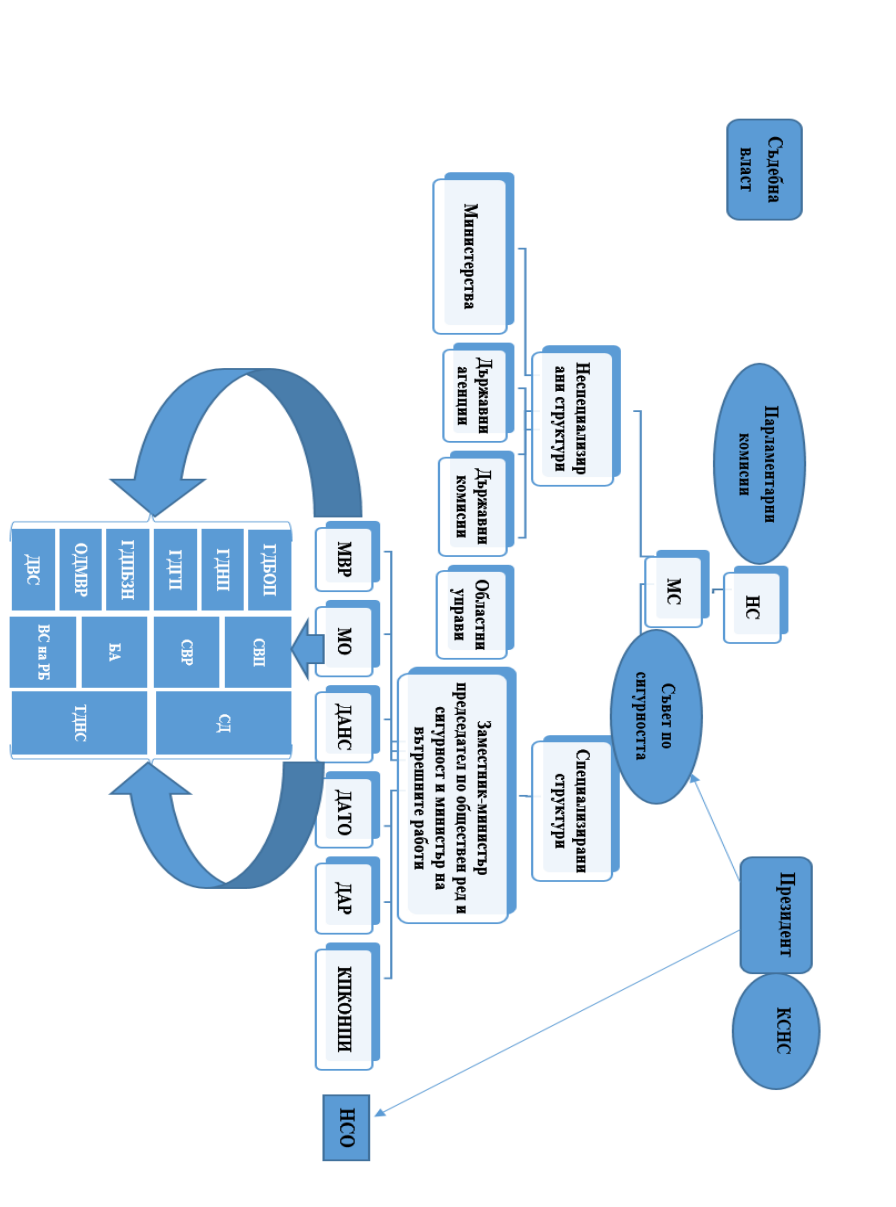 Съдебна
власт
Парламентарни
комисии
НС
Президент
КСНС
МС
Съвет по
сигурността
Неспециализир
ани структури
Специализирани
структури
Министерства
Държавни
агенции
Държавни
комисии
Областни
управи
Заместник-министър
председател по обществен ред и
сигурност и министър на
вътрешните работи
МВР
МО
ДАНС
ДАТО
ДАР
КПКОНПИ
НСО
ГДБОП
ГДНП
ГДГП
ГДПБЗН
ОДМВР
ДВС
СВП
СВР
БА
ВС на РБ
СД
ТДНС